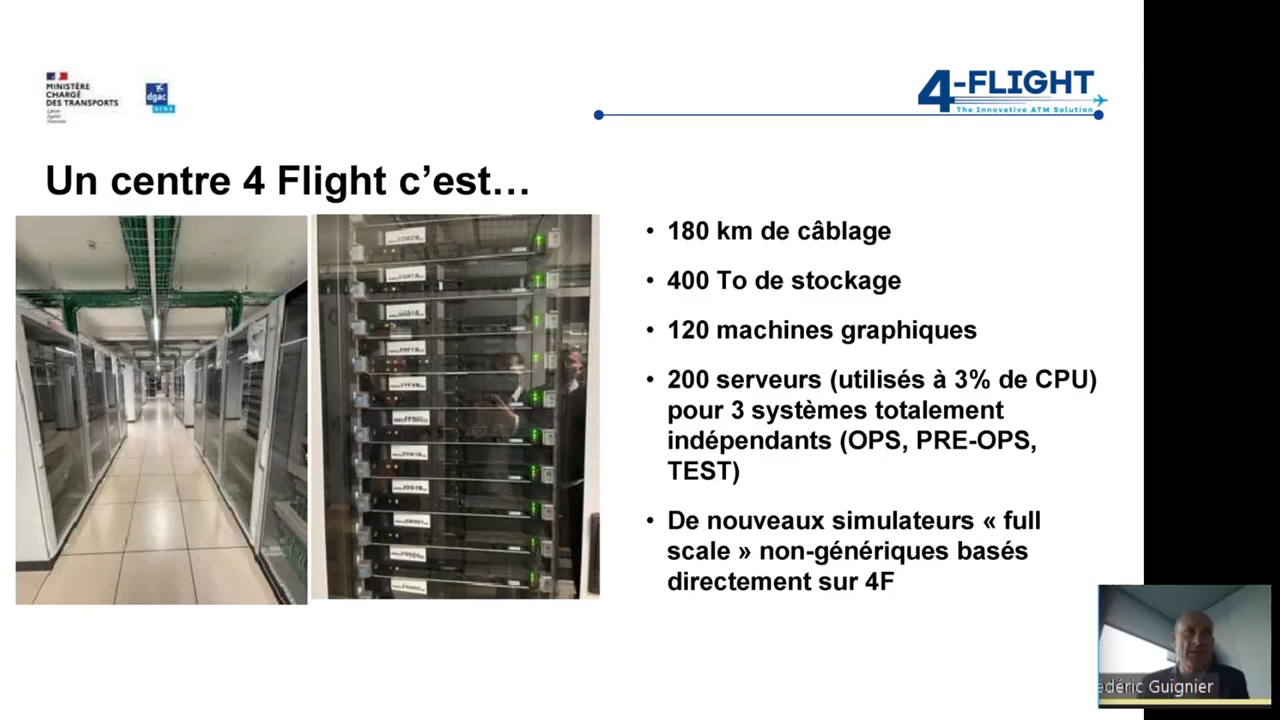 MINISTÈRE
CHARGÉ
DES TRANSPORTS
dgac
4-FLIGHT
The Innovative ATM Solution
Un centre 4 Flight c’est…
• 180 km de câblage
• 400 To de stockage
• 120 machines graphiques
• 200 serveurs (utilisés à 3% de CPU)
pour 3 systèmes totalement
indépendants (OPS, PRE-OPS,
TEST)
• De nouveaux simulateurs « full
scale » non-génériques basés
directement sur 4F
édéric Guignier